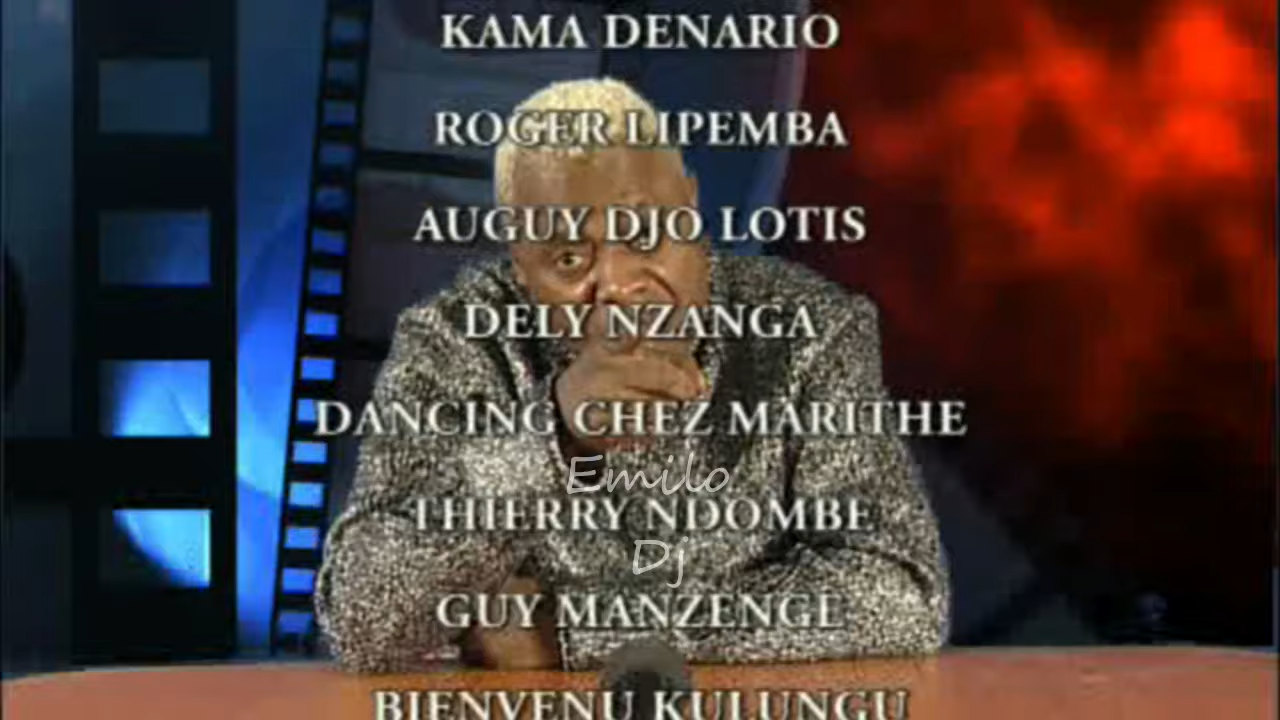 KAMA DENARIO
ROGER LIPEMBA
AUGUY DJO LOTIS
DELY NZANGA
DANCING CHEZ MARITHE
Emilo
THIERRY NDOMBE
Dj
GUY MANZENGE
BIENVENU KULUNGU